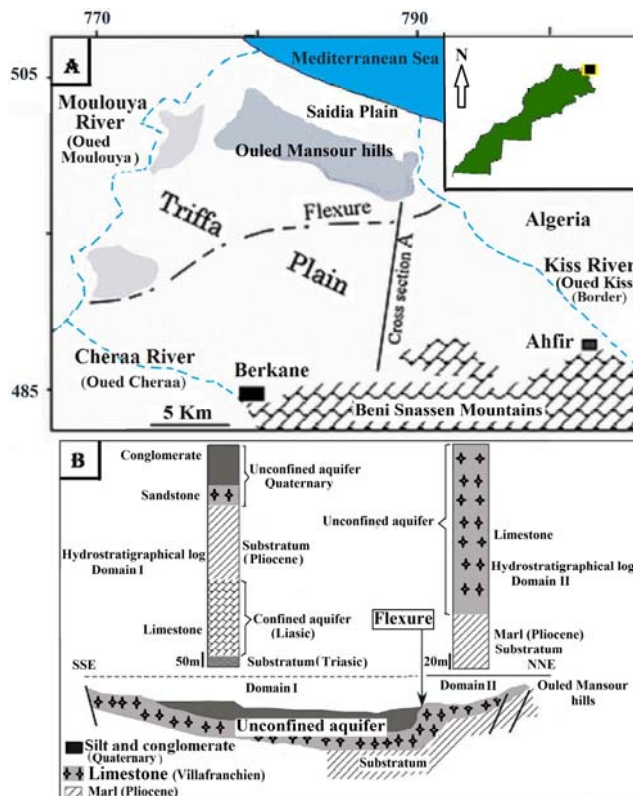 770
790
505
A
N
Mediterranean Sea
Moulouya
River
(Oued
Moulouya)
Saidia Plain
Ouled Mansour hills
Triffa
Flexure
Algeria
Plain
Cross section A
Kiss River
(Oued Kiss)
(Border)
Ahfir
Cheraa River
(Oued Cheraa)
Berkane
485
5 Km
Beni Snassen Mountains
B
Conglomerate
Unconfined aquifer
Quaternary
Sandstone
Hydrostratigraphical log
Domain I
Substratum
(Pliocene)
Limestone
Confined aquifer
(Liasic)
50m
Substratum (Triasic)
Unconfined aquifer
Limestone
Hydrostratigraphical log
Domain II
Flexure
Marl (Pliocene)
Substratum
20m
SSE
NNE
Domain I
Domain II
Ouled Mansour
hills
Unconfined aquifer
Substratum
Silt and conglomerate
(Quaternary)
Limestone (Villafranchien)
Marl (Pliocene)